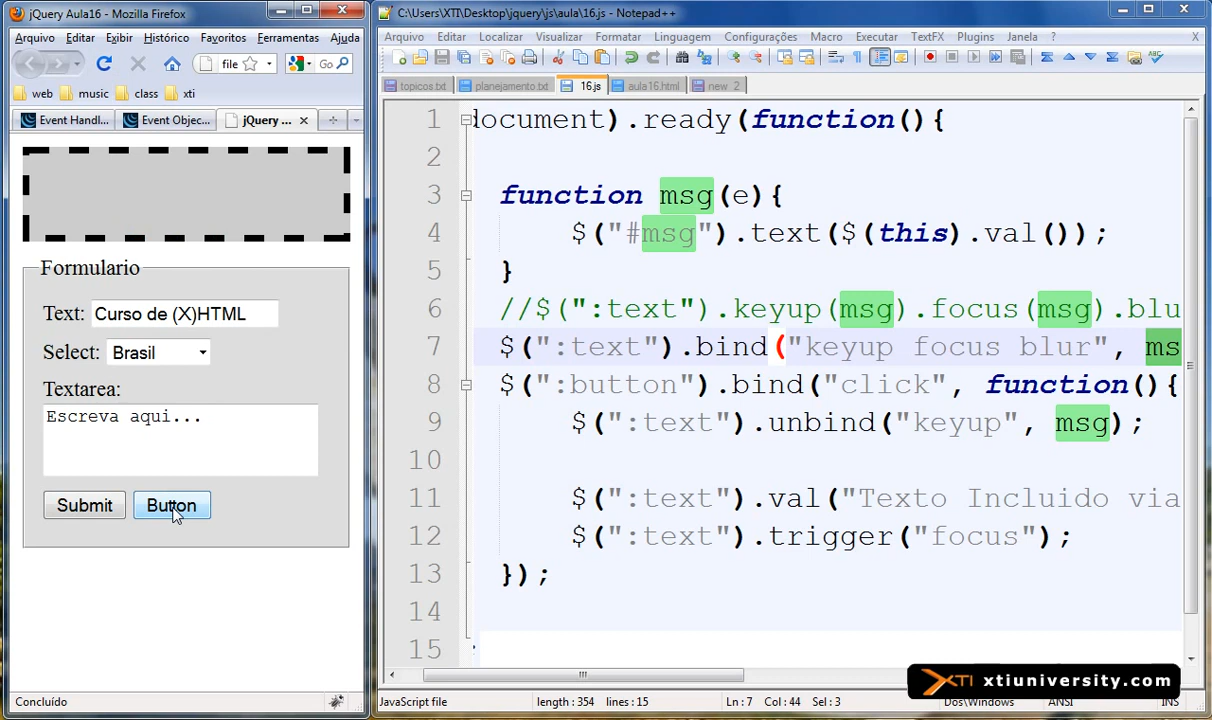 jQuery Aula16 - Mozilla Firefox
Arquivo Editar Exibir Histórico Favoritos Ferramentas Ajuda
file Go
web music class xti
Event Handl... Event Objec... jQuery ...
Formulario
Text: Curso de (X)HTML
Select: Brasil
Textarea:
Escreva aqui...
Submit Button
Concluído
C:\Users\XTI\Desktop\jquery\js\aula\16.js - Notepad++
Arquivo Editar Localizar Visualizar Formatar Linguagem Configurações Macro Executar TextFX Plugins Janela ? X
topicos.txt planejamento.txt 16.js aula16.html new 2
1 document).ready(function(){
2
3 function msg(e){
4 $("#msg").text($(this).val());
5 }
6 //$(":text").keyup(msg).focus(msg).blu
7 $(":text").bind("keyup focus blur", ms
8 $(":button").bind("click", function(){
9 $(":text").unbind("keyup", msg);
10
11 $(":text").val("Texto Incluido via
12 $(":text").trigger("focus");
13 });
14
15
XTI xtiuniversity.com
JavaScript file length : 354 lines : 15 Ln : 7 Col : 44 Sel : 3 Dos\Windows ANSI INS